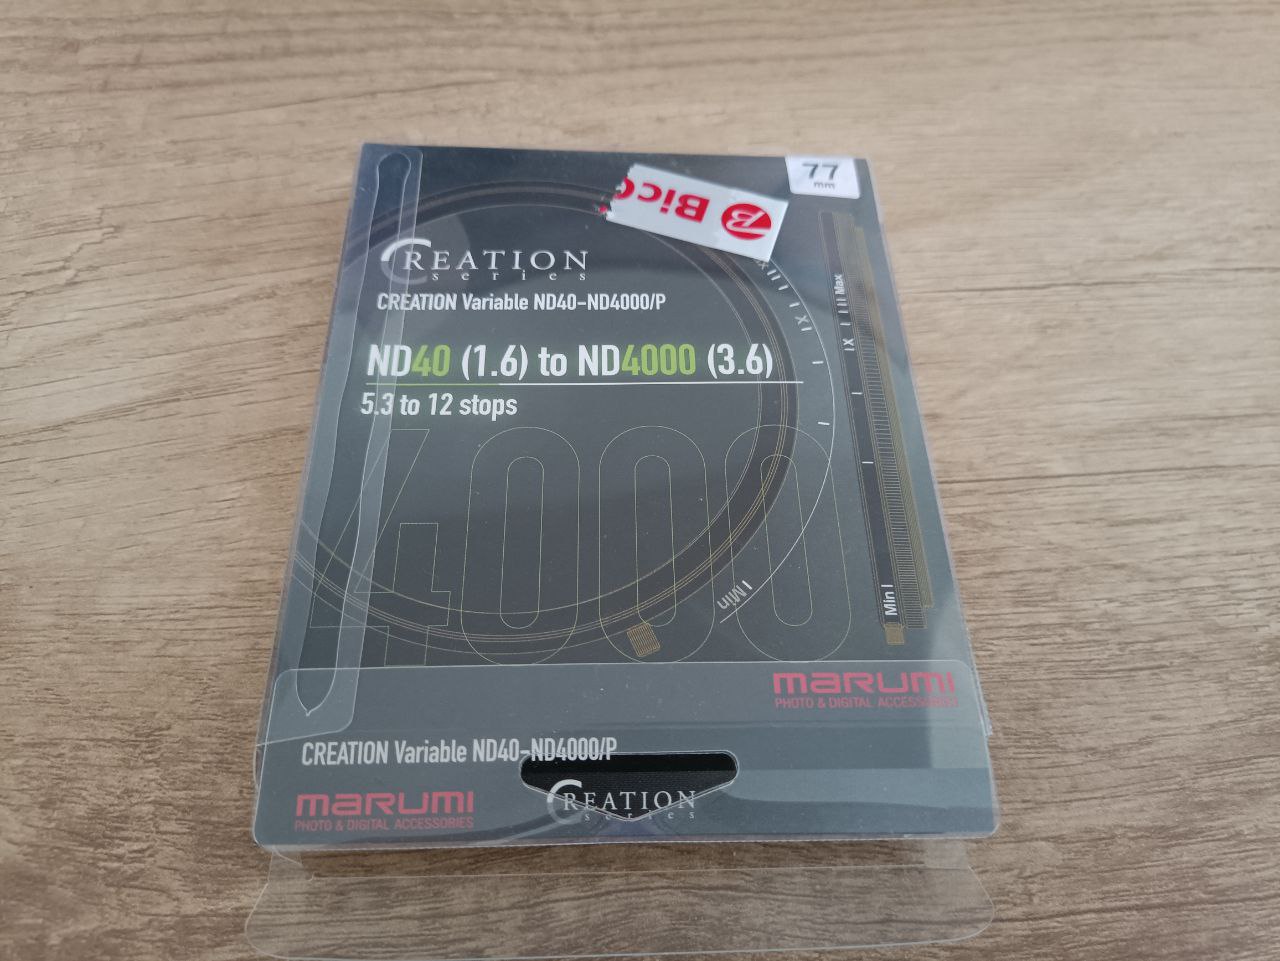 77
mm
Bicc
CREATION
series
CREATION Variable ND40-ND4000/P
ND40 (1.6) to ND4000 (3.6)
5.3 to 12 stops
4000
Max
Min
Min
marumi
PHOTO & DIGITAL ACCESSORIES
CREATION Variable ND40-ND4000/P
marumi
PHOTO & DIGITAL ACCESSORIES
CREATION
series